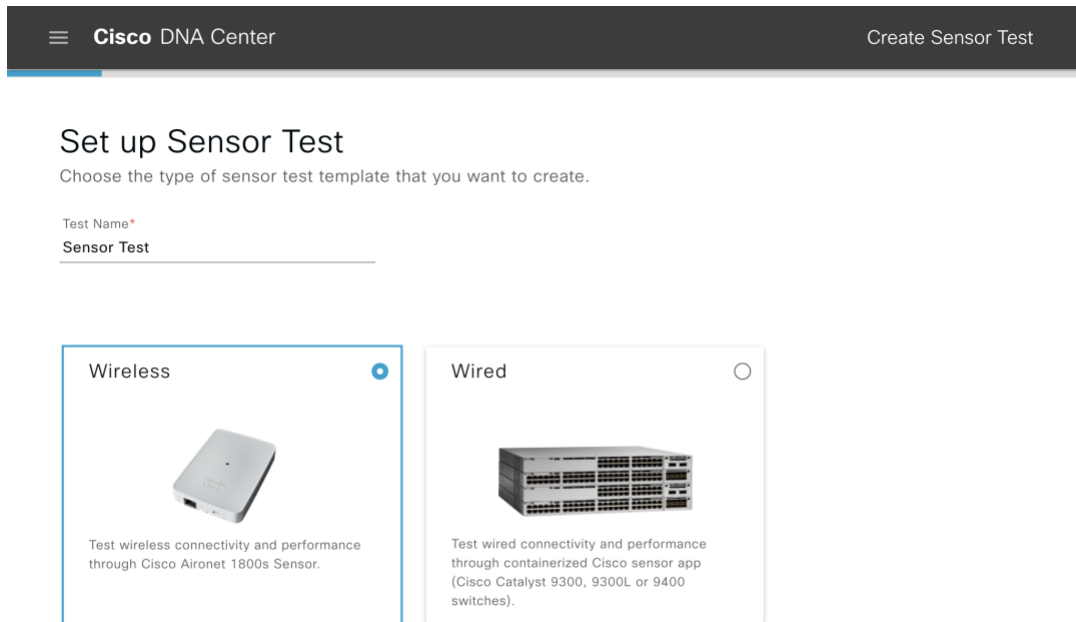 Cisco DNA Center
Create Sensor Test
Set up Sensor Test
Choose the type of sensor test template that you want to create.
Test Name*
Sensor Test
Wireless
Test wireless connectivity and performance
through Cisco Aironet 1800s Sensor.
Wired
Test wired connectivity and performance
through containerized Cisco sensor app
(Cisco Catalyst 9300, 9300L or 9400
switches).